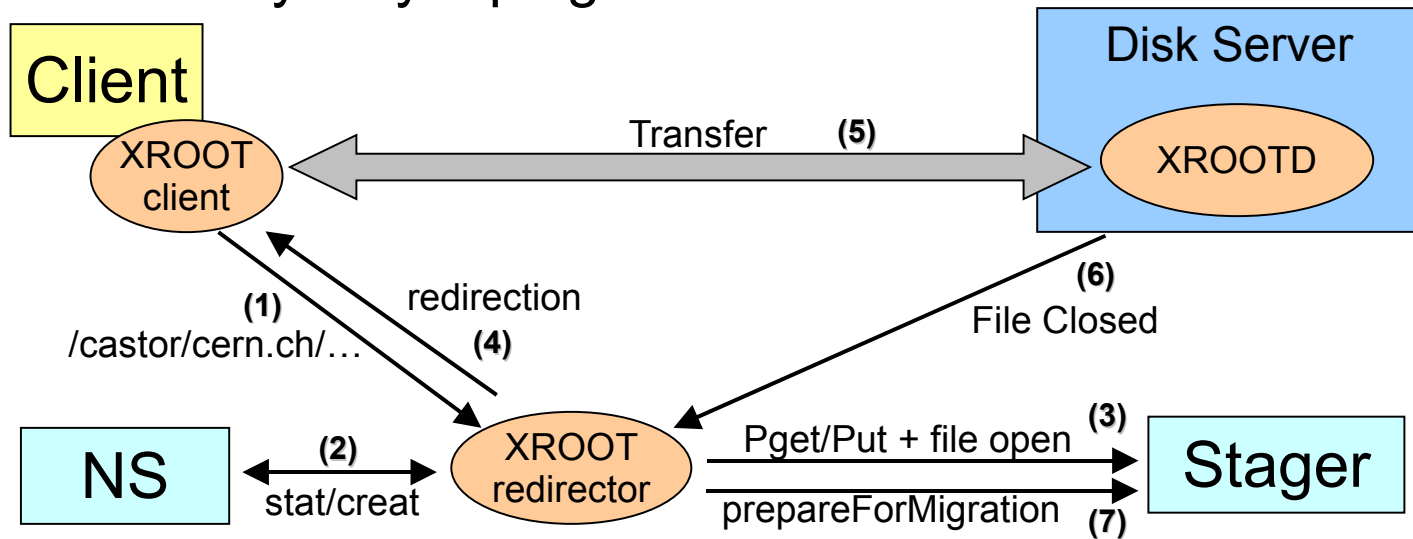 Disk Server
Client
Transfer (5)
XROOT
client
XROOTD
(6)
File Closed
(1)
/castor/cern.ch/…
redirection
(4)
NS
(2)
stat/creat
XROOT
redirector
(3)
Pget/Put + file open
prepareForMigration
(7)
Stager